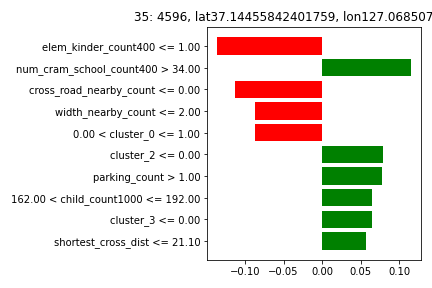 35: 4596, lat37.14455842401759, lon127.068507
elem_kinder_count400 <= 1.00
num_cram_school_count400 > 34.00
cross_road_nearby_count <= 0.00
width_nearby_count <= 2.00
0.00 < cluster_0 <= 1.00
cluster_2 <= 0.00
parking_count > 1.00
162.00 < child_count1000 <= 192.00
cluster_3 <= 0.00
shortest_cross_dist <= 21.10
−0.10 −0.05 0.00 0.05 0.10